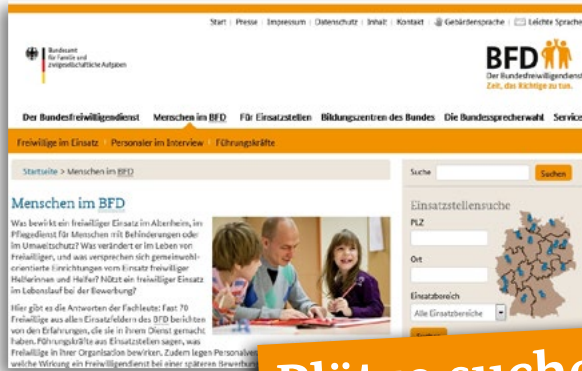 Start | Presse | Impressum | Datenschutz | Inhalt | Kontakt | Gebärdensprache | Leichte Sprache
Bundesamt
für Familie und
zivilgesellschaftliche Aufgaben
BFD
Der Bundesfreiwilligendienst
Zeit, das Richtige zu tun.
Der Bundesfreiwilligendienst Menschen im BFD Für Einsatzstellen Bildungszentren des Bundes Die Bundessprecherwahl Service
Freiwillige im Einsatz | Personaler im Interview | Führungskräfte
Startseite > Menschen im BFD
Suche
Suchen
Menschen im BFD
Was bewirkt ein freiwilliger Einsatz im Altenheim, im
Pflegedienst für Menschen mit Behinderungen oder
im Umweltschutz? Was verändert er im Leben von
Freiwilligen, und was versprechen sich gemeinwohl-
orientierte Einrichtungen vom Einsatz freiwilliger
Helferinnen und Helfer? Nützt ein freiwilliger Einsatz
im Lebenslauf bei der Bewerbung?
Hier gibt es die Antworten der Fachleute: Fast 70
Freiwillige aus allen Einsatzfeldern des BFD berichten
von den Erfahrungen, die sie in ihrem Dienst gemacht
haben. Führungskräfte aus Einsatzstellen sagen, was
Freiwillige in ihrer Organisation bewirken. Zudem legen
welche Wirkung ein Freiwilligendienst bei einer späteren
Einsatzstellensuche
PLZ
Ort
Einsatzbereich
Alle Einsatzbereiche